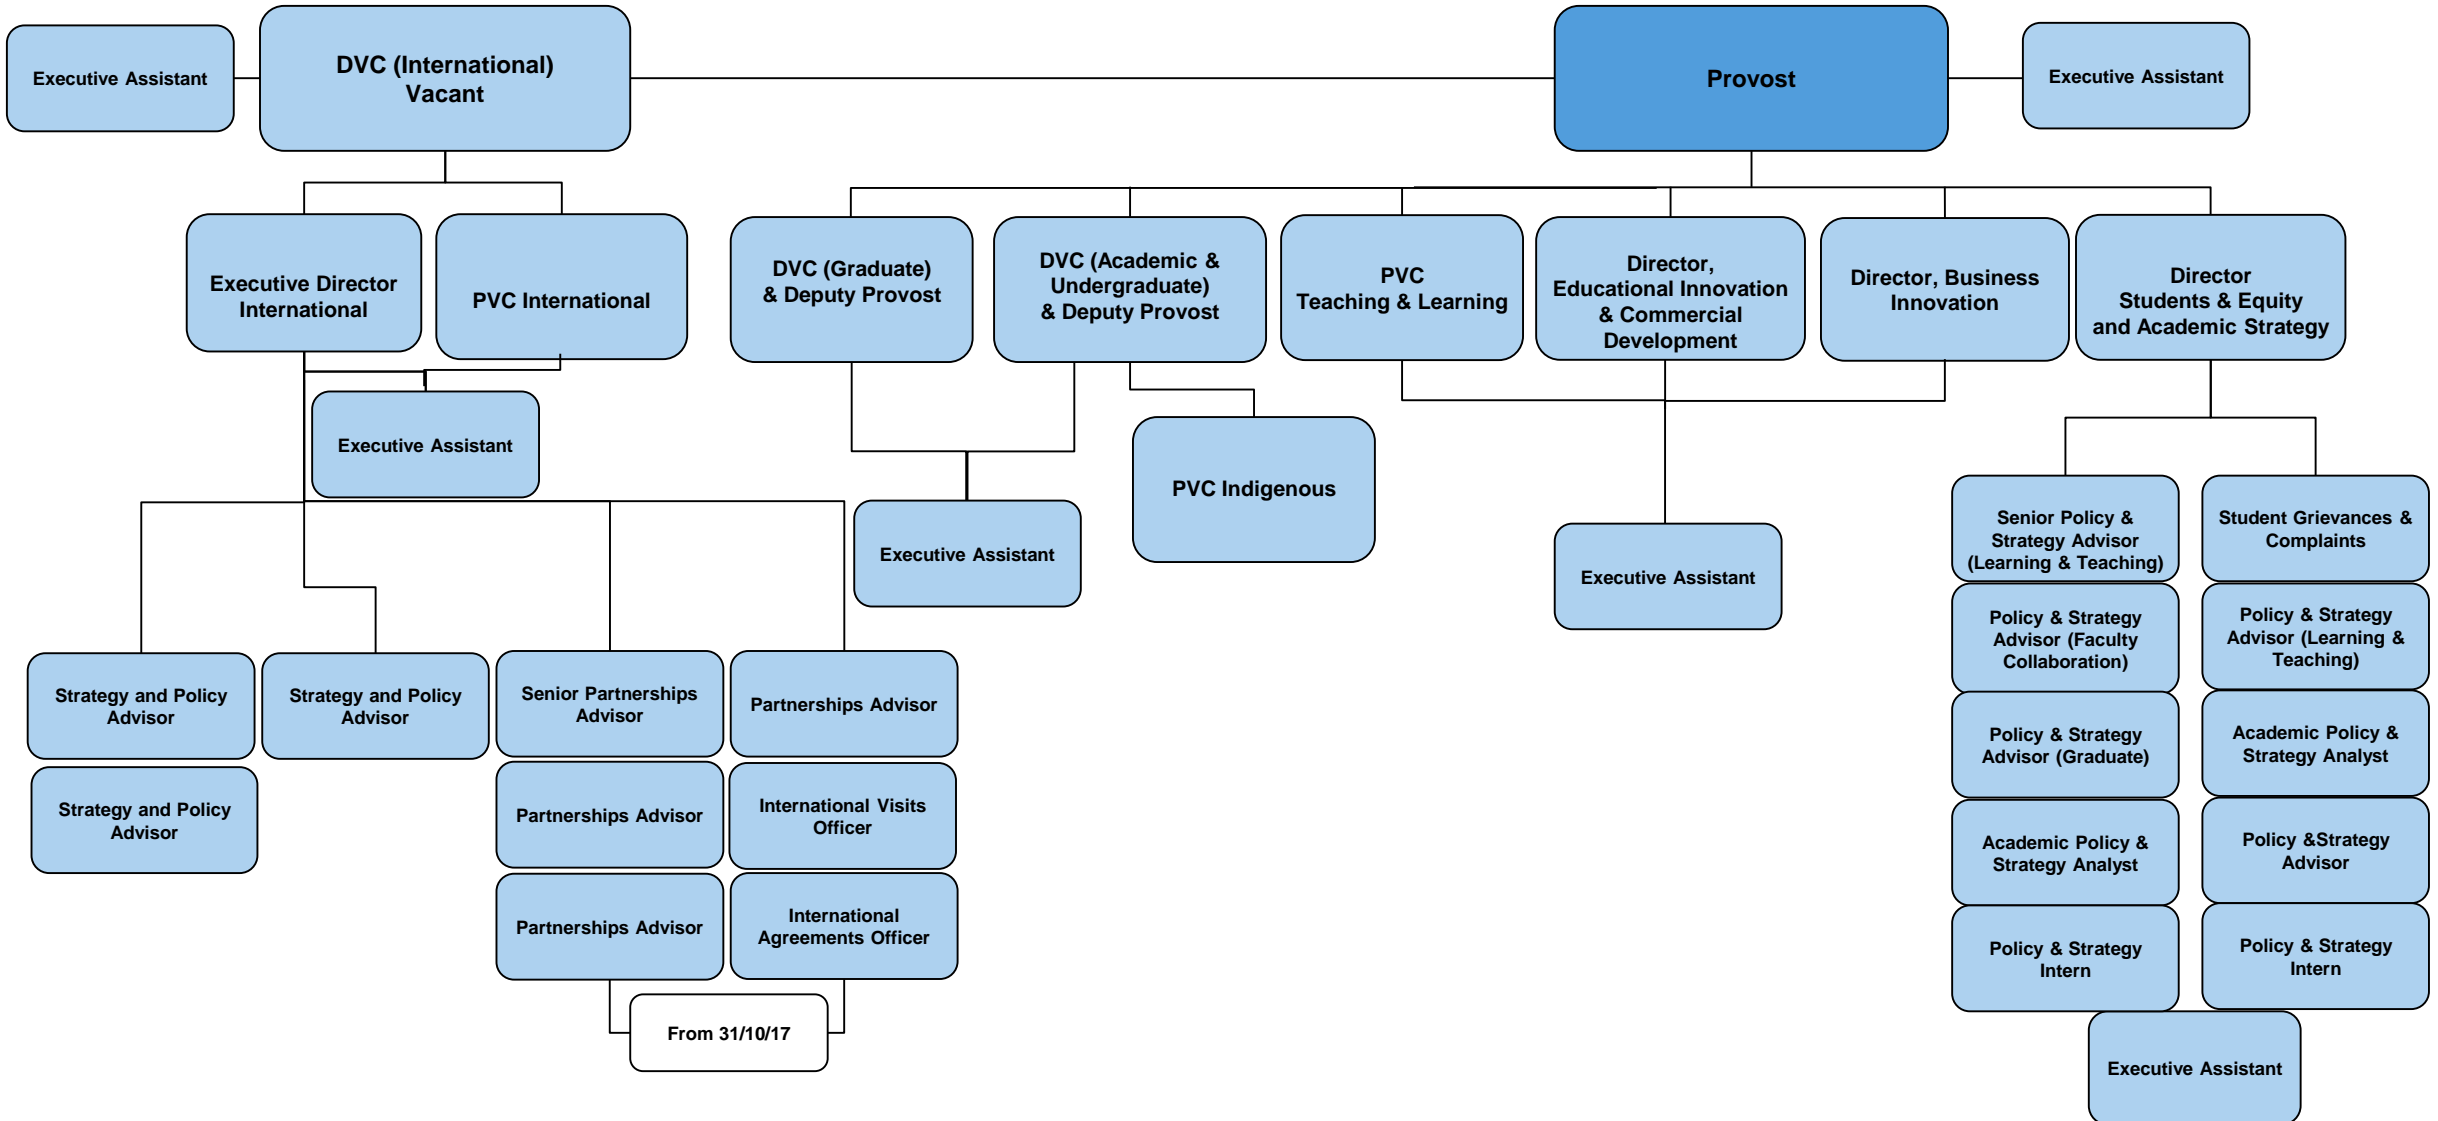 Executive Assistant
DVC (International)
Vacant
Provost
Executive Assistant
Executive Director
International
PVC International
DVC (Graduate)
& Deputy Provost
DVC (Academic &
Undergraduate)
& Deputy Provost
PVC
Teaching & Learning
Director,
Educational Innovation
& Commercial
Development
Director, Business
Innovation
Director
Students & Equity
and Academic Strategy
Executive Assistant
Executive Assistant
PVC Indigenous
Executive Assistant
Senior Policy &
Strategy Advisor
(Learning & Teaching)
Student Grievances &
Complaints
Policy & Strategy
Advisor (Faculty
Collaboration)
Policy & Strategy
Advisor (Learning &
Teaching)
Strategy and Policy
Advisor
Strategy and Policy
Advisor
Senior Partnerships
Advisor
Partnerships Advisor
Policy & Strategy
Advisor (Graduate)
Academic Policy &
Strategy Analyst
Strategy and Policy
Advisor
Partnerships Advisor
International Visits
Officer
Academic Policy &
Strategy Analyst
Policy &Strategy
Advisor
Partnerships Advisor
International
Agreements Officer
Policy & Strategy
Intern
Policy & Strategy
Intern
From 31/10/17
Executive Assistant